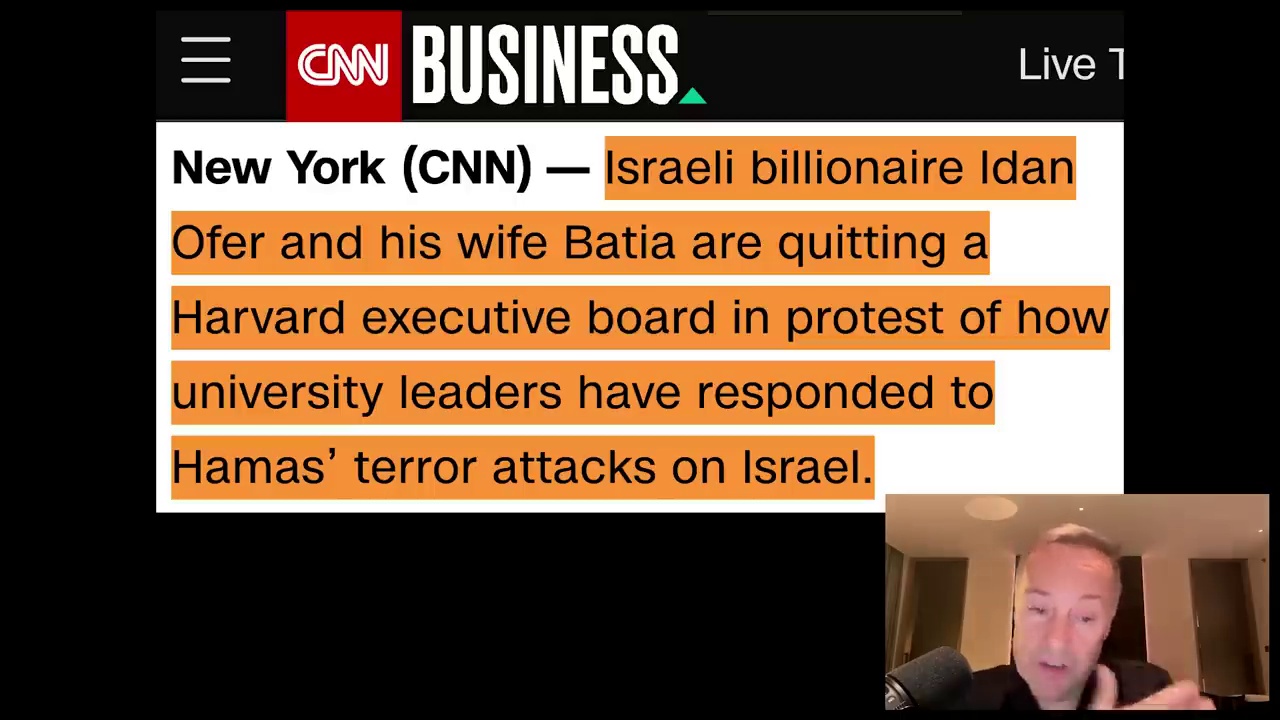 CNN BUSINESS Live T
New York (CNN) — Israeli billionaire Idan
Ofer and his wife Batia are quitting a
Harvard executive board in protest of how
university leaders have responded to
Hamas’ terror attacks on Israel.